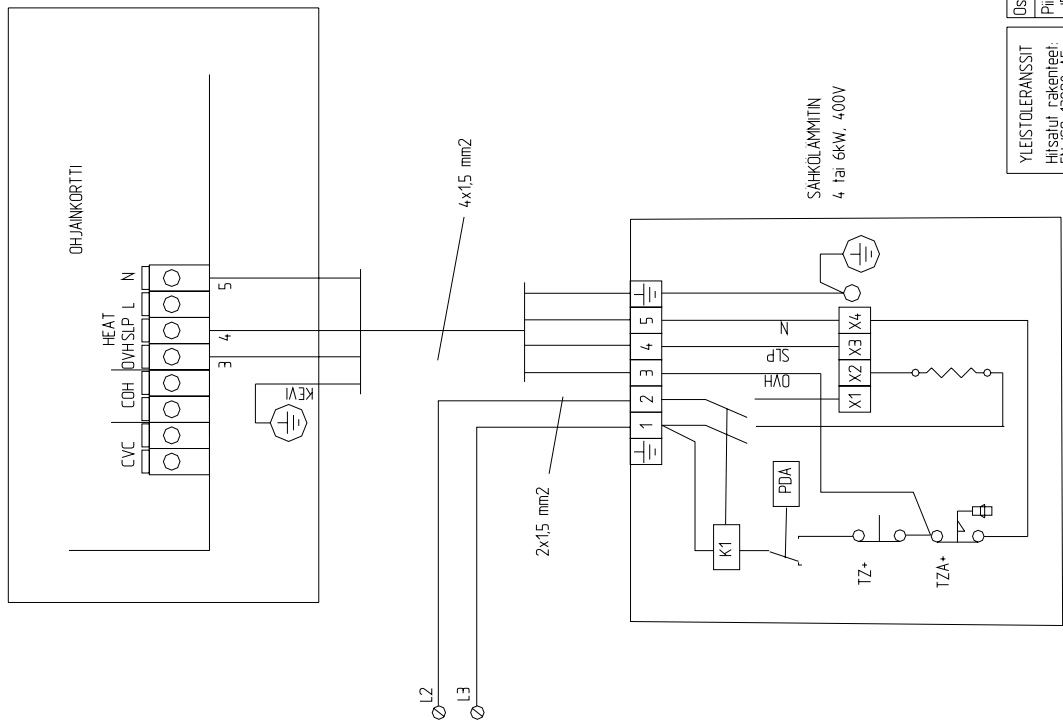 OHJAINKORTTI
HEAT
CVC COH OVH SLP L N
3 4 5
KEVI
4x1,5 mm2
2x1,5 mm2
L2
L3
SÄHKÖLÄMMITIN
4 tai 6kW, 400V
1 2 3 4 5
OVH
SLP
N
X1 X2 X3 X4
K1
PDA
TZ+
TZA+
YLEISTOLERANSSIT
Hitsatut rakenteet:
Os
Pii